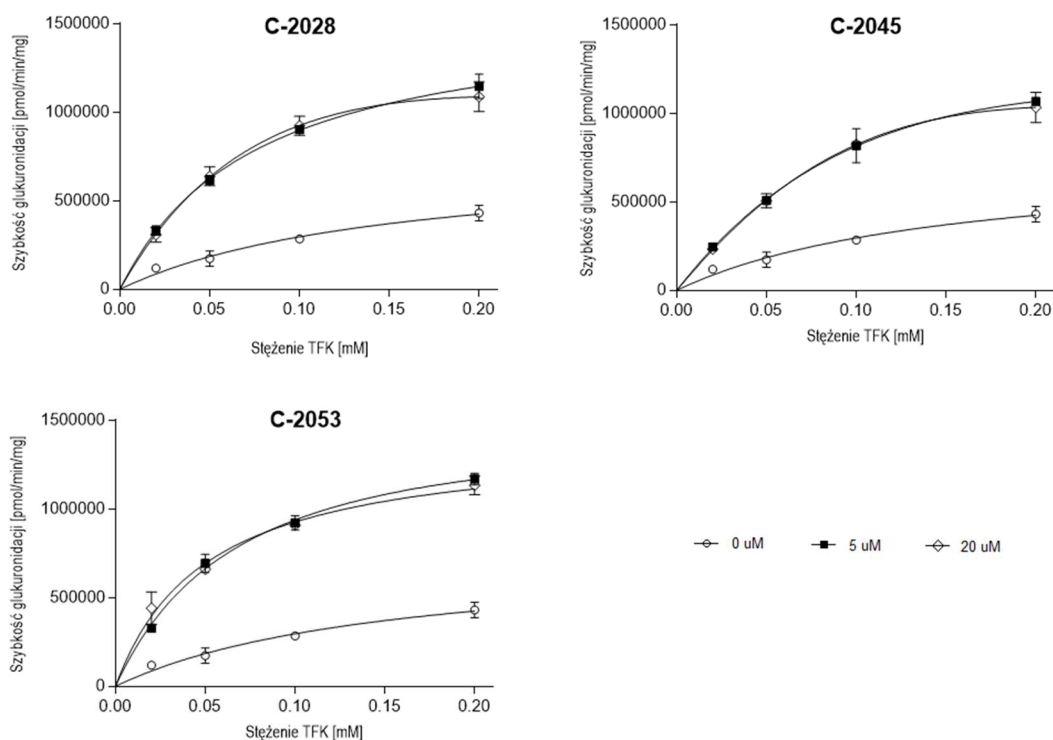 C-2028
Szybkość glukuronidacji [pmol/min/mg]
1500000
1000000
500000
0
0.00 0.05 0.10 0.15 0.20
Stężenie TFK [mM]
C-2045
Szybkość glukuronidacji [pmol/min/mg]
1500000
1000000
500000
0
0.00 0.05 0.10 0.15 0.20
Stężenie TFK [mM]
C-2053
Szybkość glukuronidacji [pmol/min/mg]
1500000
1000000
500000
0
0.00 0.05 0.10 0.15 0.20
Stężenie TFK [mM]
0 uM 5 uM 20 uM